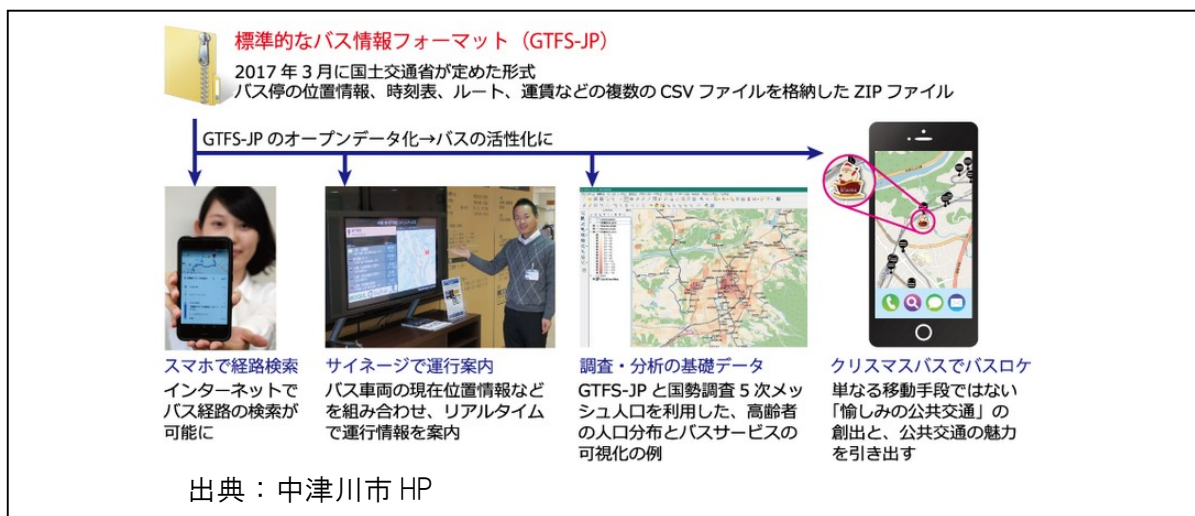 標準的なバス情報フォーマット（GTFS-JP）
2017年3月に国土交通省が定めた形式
バス停の位置情報、時刻表、ルート、運賃などの複数のCSVファイルを格納したZIPファイル
GTFS-JPのオープンデータ化→バスの活性化に
スマホで経路検索
インターネットで
バス経路の検索が
可能に
サイネージで運行案内
バス車両の現在位置情報など
を組み合わせ、リアルタイム
で運行情報を案内
調査・分析の基礎データ
GTFS-JPと国勢調査5次メッ
シュ人口を利用した、高齢者
の人口分布とバスサービスの
可視化の例
クリスマスバスでバスロケ
単なる移動手段ではない
「愉しみの公共交通」の
創出と、公共交通の魅力
を引き出す
出典：中津川市HP